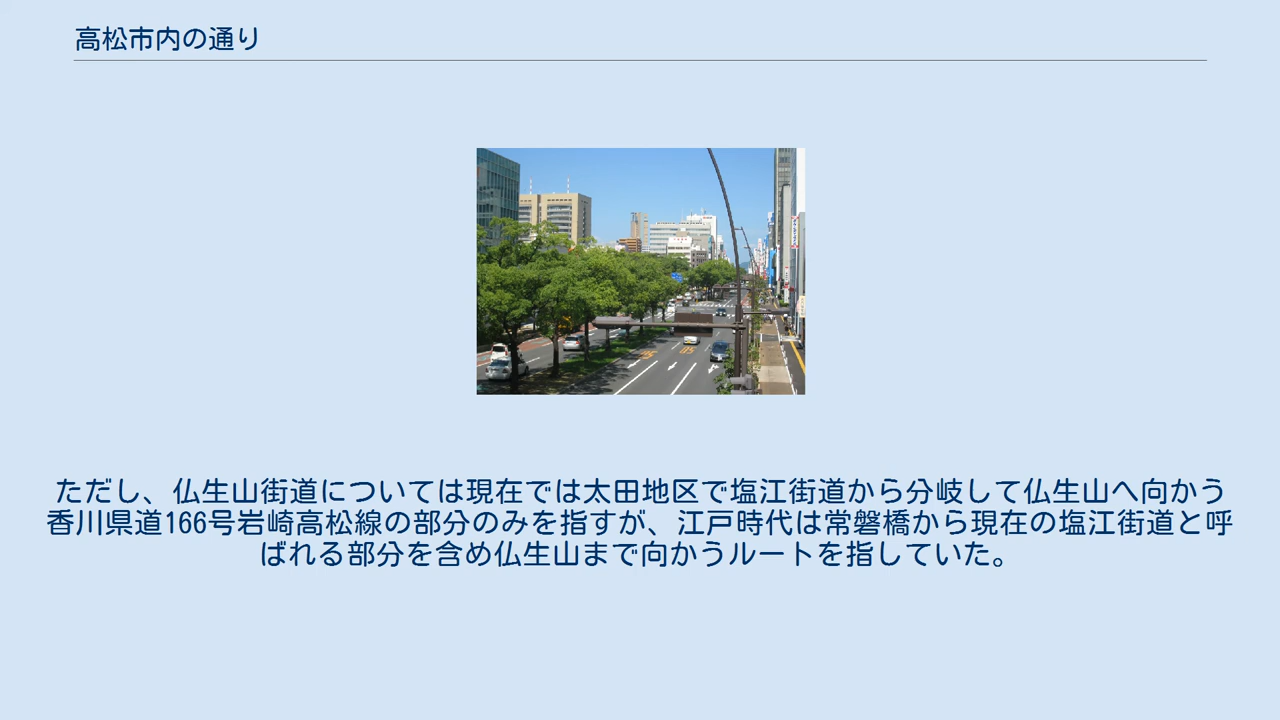 高松市内の通り
ただし、仏生山街道については現在では太田地区で塩江街道から分岐して仏生山へ向かう
香川県道166号岩崎高松線の部分のみを指すが、江戸時代は常磐橋から現在の塩江街道と呼
ばれる部分を含め仏生山まで向かうルートを指していた。